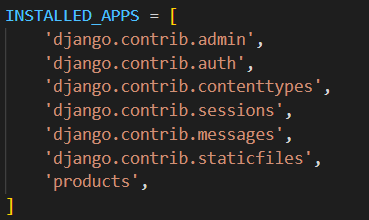 INSTALLED_APPS = [
    'django.contrib.admin',
    'django.contrib.auth',
    'django.contrib.contenttypes',
    'django.contrib.sessions',
    'django.contrib.messages',
    'django.contrib.staticfiles',
    'products',
]